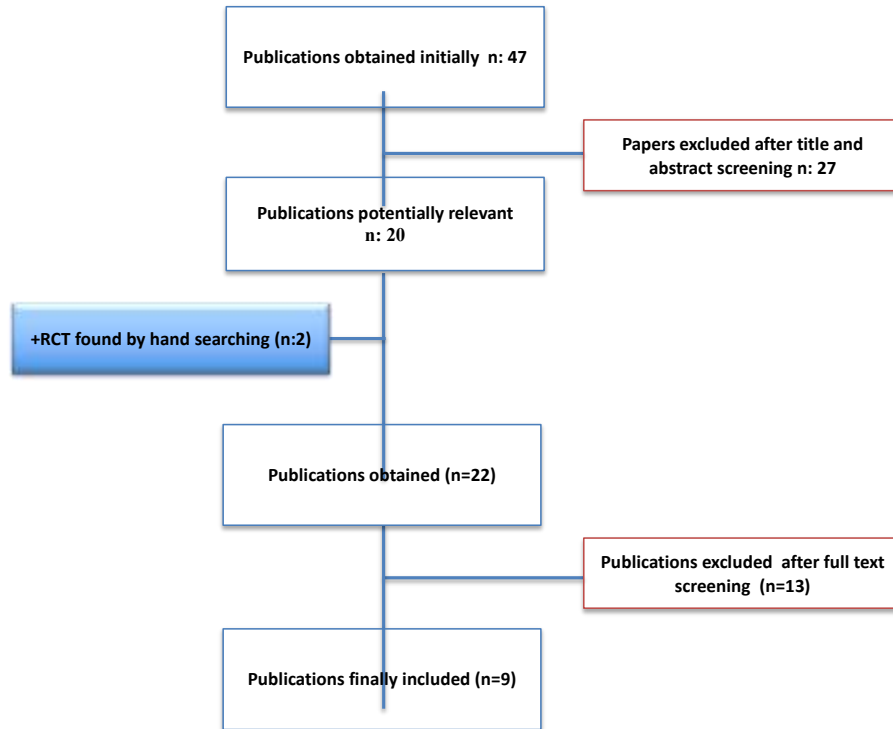 Publications obtained initially n: 47
Papers excluded after title and
abstract screening n: 27
Publications potentially relevant
n: 20
+RCT found by hand searching (n:2)
Publications obtained (n=22)
Publications excluded after full text
screening (n=13)
Publications finally included (n=9)